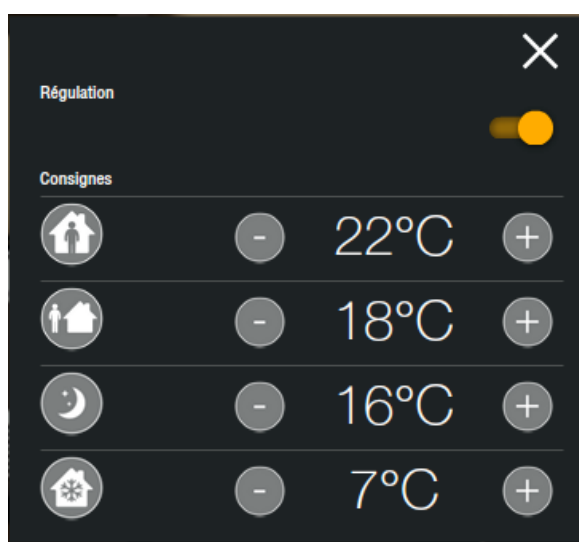 Régulation
Consignes
- 22°C +
- 18°C +
- 16°C +
- 7°C +